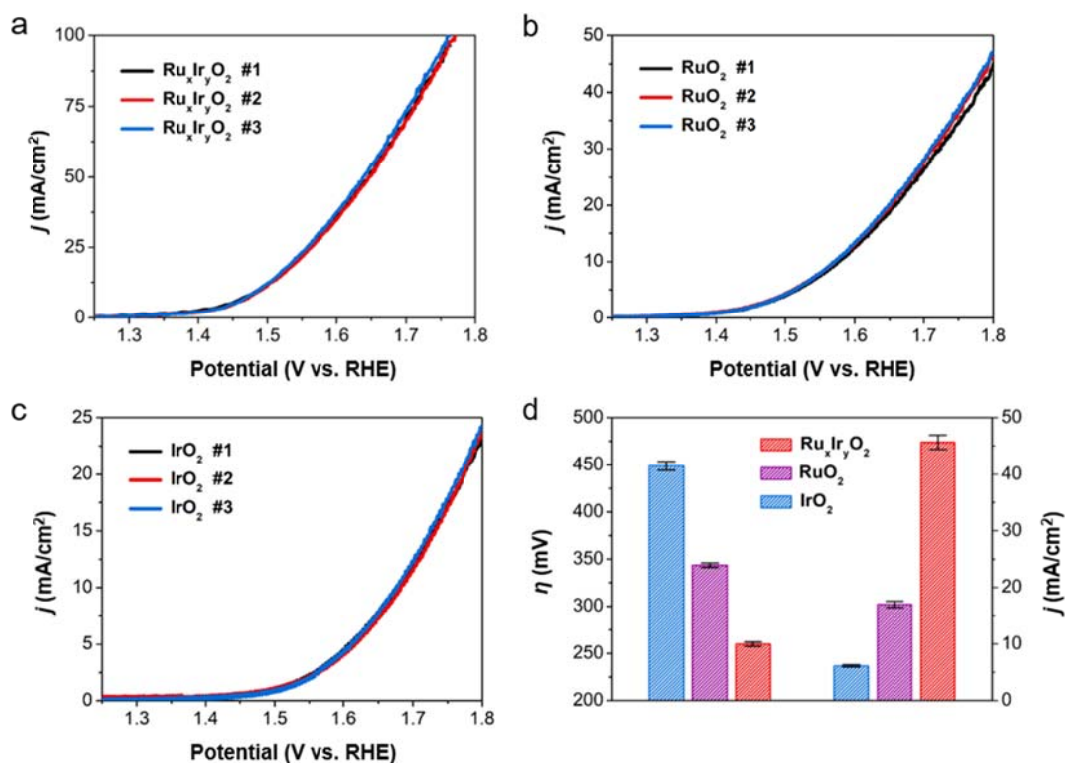 a
100
75
50
25
0
j (mA/cm²)
RuₓIrᵧO₂ #1
RuₓIrᵧO₂ #2
RuₓIrᵧO₂ #3
1.3 1.4 1.5 1.6 1.7 1.8
Potential (V vs. RHE)
b
50
40
30
20
10
0
j (mA/cm²)
RuO₂ #1
RuO₂ #2
RuO₂ #3
1.3 1.4 1.5 1.6 1.7 1.8
Potential (V vs. RHE)
c
25
20
15
10
5
0
j (mA/cm²)
IrO₂ #1
IrO₂ #2
IrO₂ #3
1.3 1.4 1.5 1.6 1.7 1.8
Potential (V vs. RHE)
d
500
450
400
350
300
250
200
η (mV)
RuₓIrᵧO₂
RuO₂
IrO₂
50
40
30
20
10
0
j (mA/cm²)